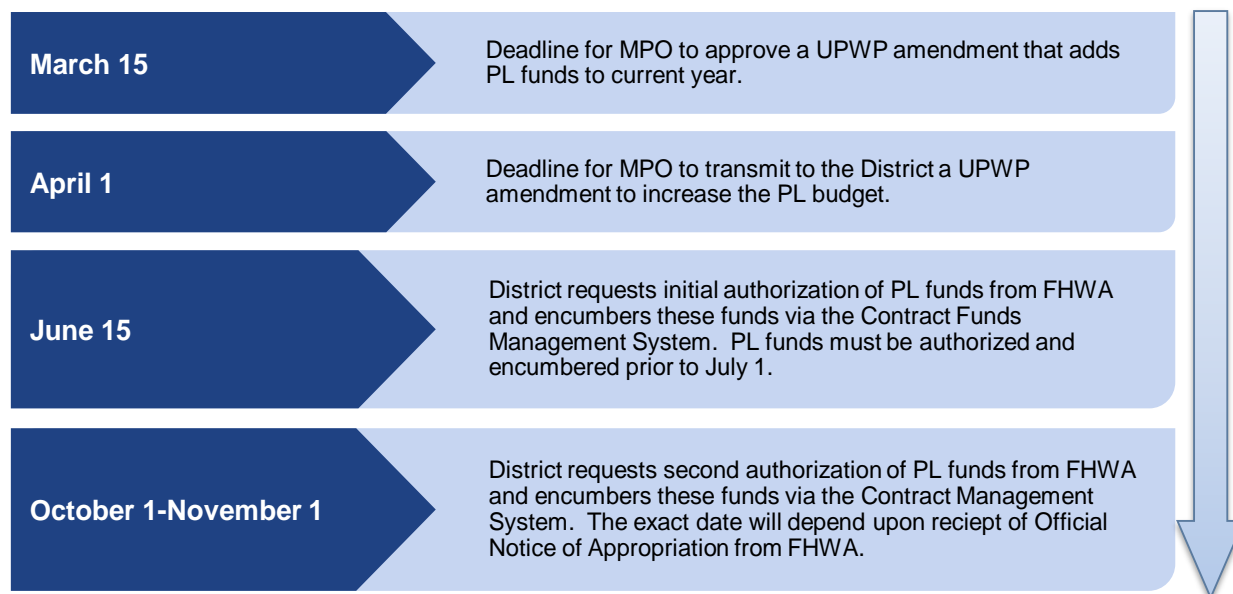 March 15
Deadline for MPO to approve a UPWP amendment that adds
PL funds to current year.
April 1
Deadline for MPO to transmit to the District a UPWP
amendment to increase the PL budget.
June 15
District requests initial authorization of PL funds from FHWA
and encumbers these funds via the Contract Funds
Management System.  PL funds must be authorized and
encumbered prior to July 1.
October 1-November 1
District requests second authorization of PL funds from FHWA
and encumbers these funds via the Contract Management
System.  The exact date will depend upon reciept of Official
Notice of Appropriation from FHWA.